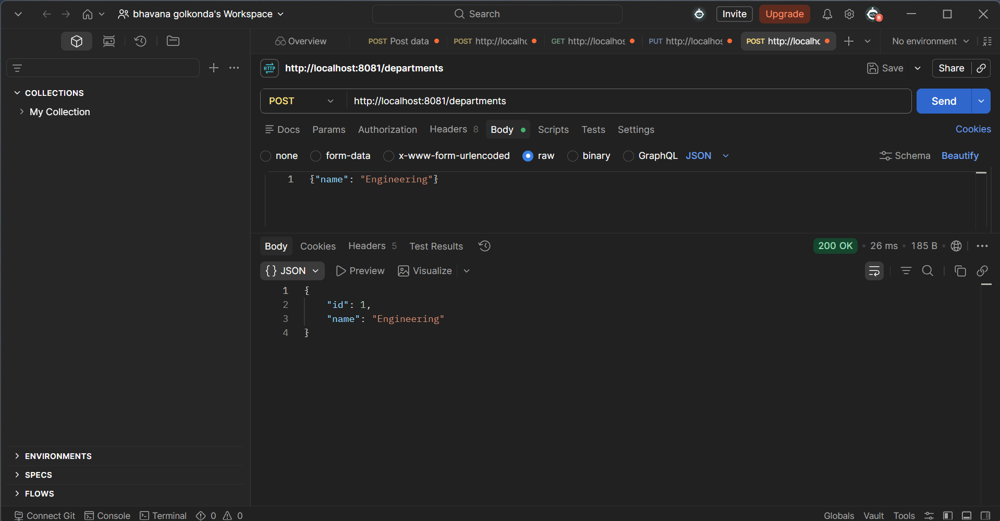 bhavana golkonda's Workspace
Search
Invite
Upgrade
B
Overview
POST Post data
POST http://localhc
GET http://localhos
PUT http://localhos
POST http://localhc
No environment
HTTP
http://localhost:8081/departments
Save
Share
COLLECTIONS
My Collection
POST
http://localhost:8081/departments
Send
Docs
Params
Authorization
Headers 8
Body
Scripts
Tests
Settings
Cookies
none
form-data
x-www-form-urlencoded
raw
binary
GraphQL
JSON
Schema
Beautify
1 {"name": "Engineering"}
Body
Cookies
Headers 5
Test Results
200 OK
26 ms
185 B
{} JSON
Preview
Visualize
1 {
2 "id": 1,
3 "name": "Engineering"
4 }
ENVIRONMENTS
SPECS
FLOWS
Connect Git
Console
Terminal
0
0
Globals
Vault
Tools